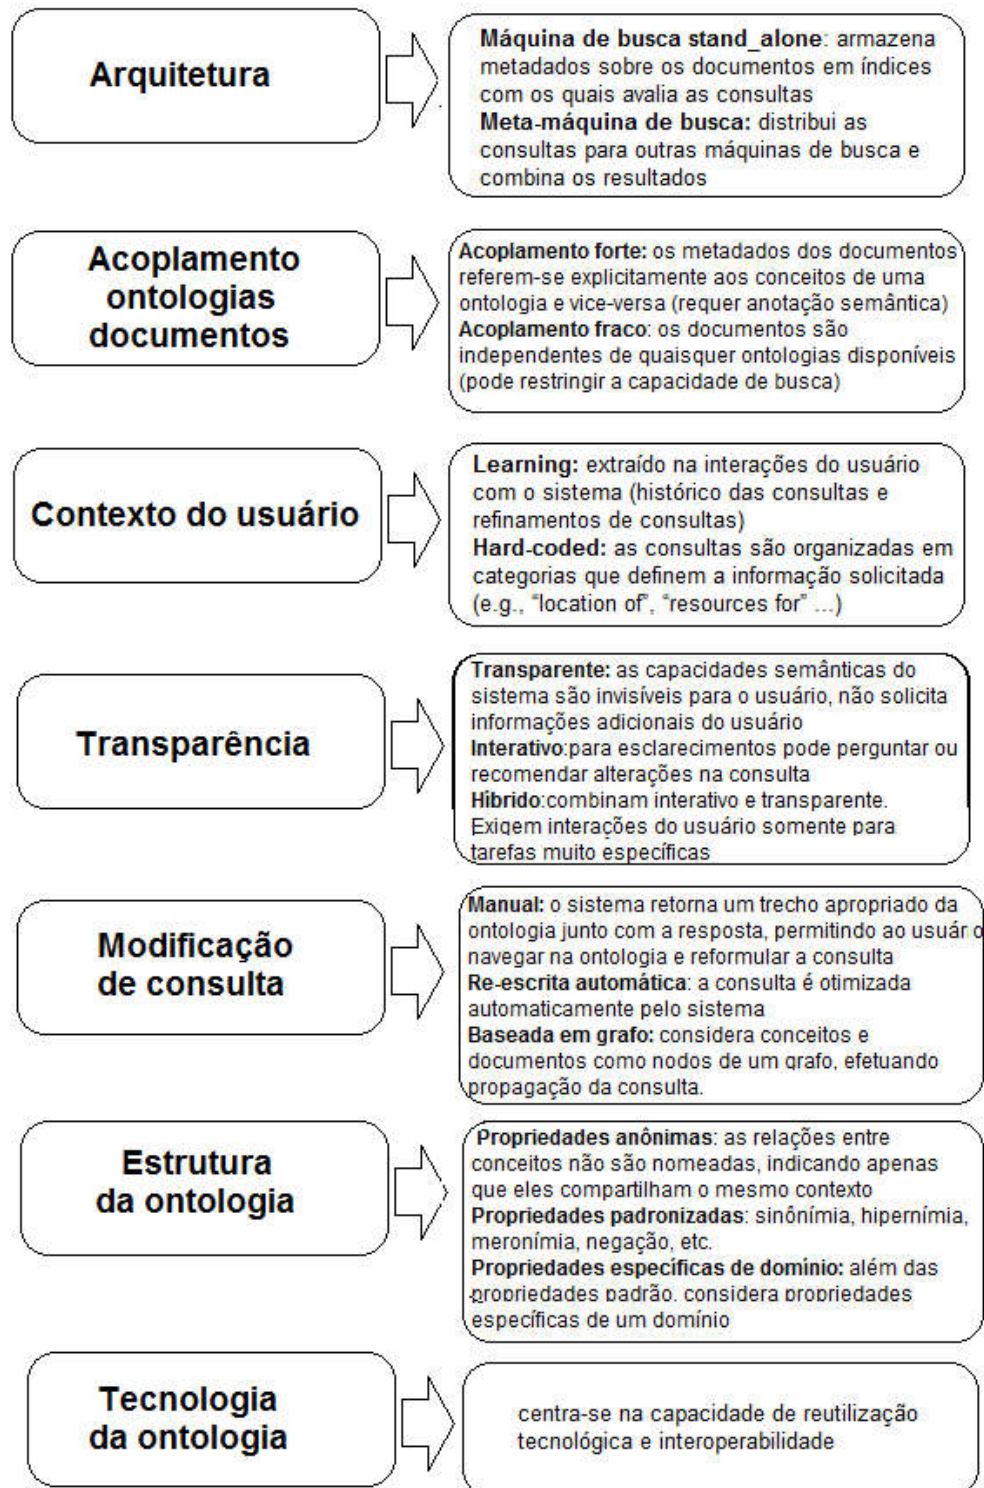 Arquitetura
Máquina de busca stand_alone: armazena
metadados sobre os documentos em índices
com os quais avalia as consultas
Meta-máquina de busca: distribui as
consultas para outras máquinas de busca e
combina os resultados
Acoplamento
ontologias
documentos
Acoplamento forte: os metadados dos documentos
referem-se explicitamente aos conceitos de uma
ontologia e vice-versa (requer anotação semântica)
Acoplamento fraco: os documentos são
independentes de quaisquer ontologias disponíveis
(pode restringir a capacidade de busca)
Contexto do usuário
Learning: extraído na interações do usuário
com o sistema (histórico das consultas e
refinamentos de consultas)
Hard-coded: as consultas são organizadas em
categorias que definem a informação solicitada
(e.g., “location of”, “resources for” ...)
Transparência
Transparente: as capacidades semânticas do
sistema são invisíveis para o usuário, não solicita
informações adicionais do usuário
Interativo:para esclarecimentos pode perguntar ou
recomendar alterações na consulta
Híbrido:combinam interativo e transparente.
Exigem interações do usuário somente para
tarefas muito específicas
Modificação
de consulta
Manual: o sistema retorna um trecho apropriado da
ontologia junto com a resposta, permitindo ao usuário
navegar na ontologia e reformular a consulta
Re-escrita automática: a consulta é otimizada
automaticamente pelo sistema
Baseada em grafo: considera conceitos e
documentos como nodos de um grafo, efetuando
propagação da consulta.
Estrutura
da ontologia
Propriedades anônimas: as relações entre
conceitos não são nomeadas, indicando apenas
que eles compartilham o mesmo contexto
Propriedades padronizadas: sinônímia, hipernímia,
meronímia, negação, etc.
Propriedades específicas de domínio: além das
propriedades padrão, considera propriedades
específicas de um domínio
Tecnologia
da ontologia
centra-se na capacidade de reutilização
tecnológica e interoperabilidade